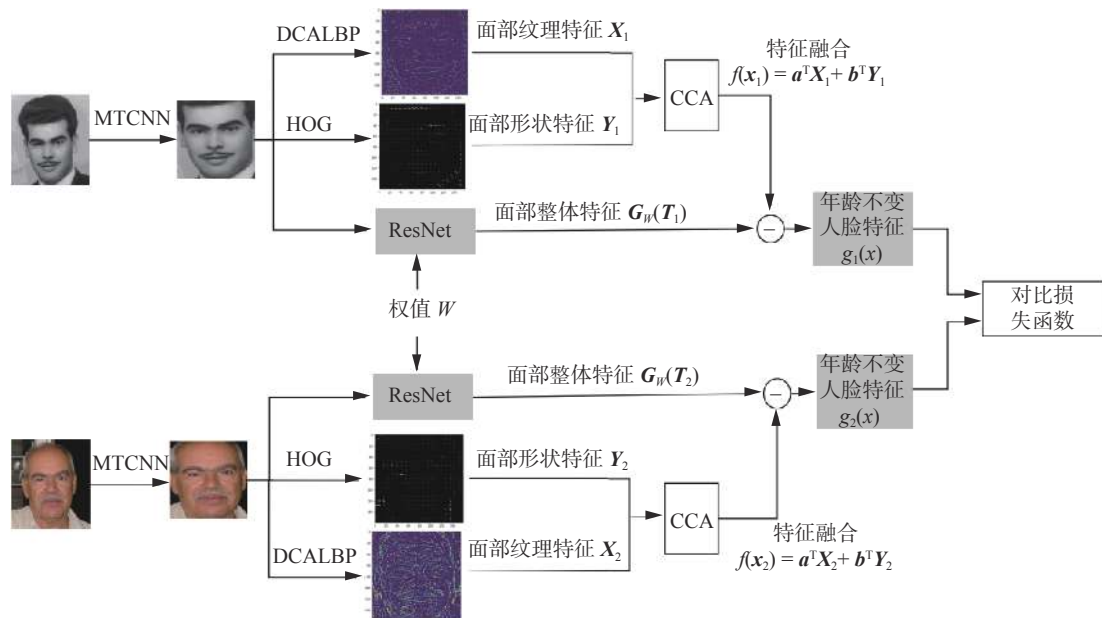 DCALBP
面部纹理特征 X₁
特征融合
f(x₁) = aᵀX₁ + bᵀY₁
MTCNN
HOG
面部形状特征 Y₁
CCA
ResNet
面部整体特征 G_W(T₁)
−
年龄不变
人脸特征
g₁(x)
权值 W
对比损
失函数
ResNet
面部整体特征 G_W(T₂)
−
年龄不变
人脸特征
g₂(x)
MTCNN
HOG
面部形状特征 Y₂
CCA
特征融合
f(x₂) = aᵀX₂ + bᵀY₂
DCALBP
面部纹理特征 X₂